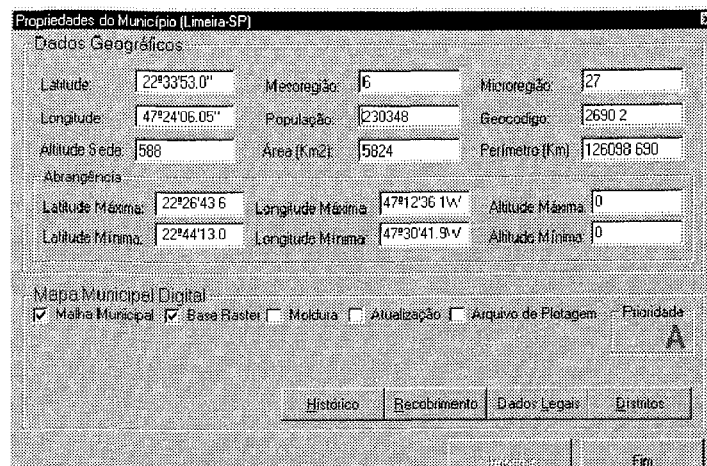 Propriedades do Município (Limeira-SP)
Dados Geográficos
Latitude: 22º33'53.0" Mesoregião: 6 Microregião: 27
Longitude: 47º24'06.05" População: 230348 Geocodigo: 2690 2
Altitude Sede: 588 Área (Km2): 5824 Perímetro (Km) 126098 690
Abrangência
Latitude Máxima: 22º26'43 6 Longitude Máxima 47º12'36 1W Altitude Máxima: 0
Latitude Mínima: 22º44'13.0 Longitude Mínima 47º30'41.9W Altitude Mínima 0
Mapa Municipal Digital
Malha Municipal Base Raster Moldura Atualização Arquivo de Plotagem Prioridade
A
Histórico Recobrimento Dados Legais Distritos
Fim